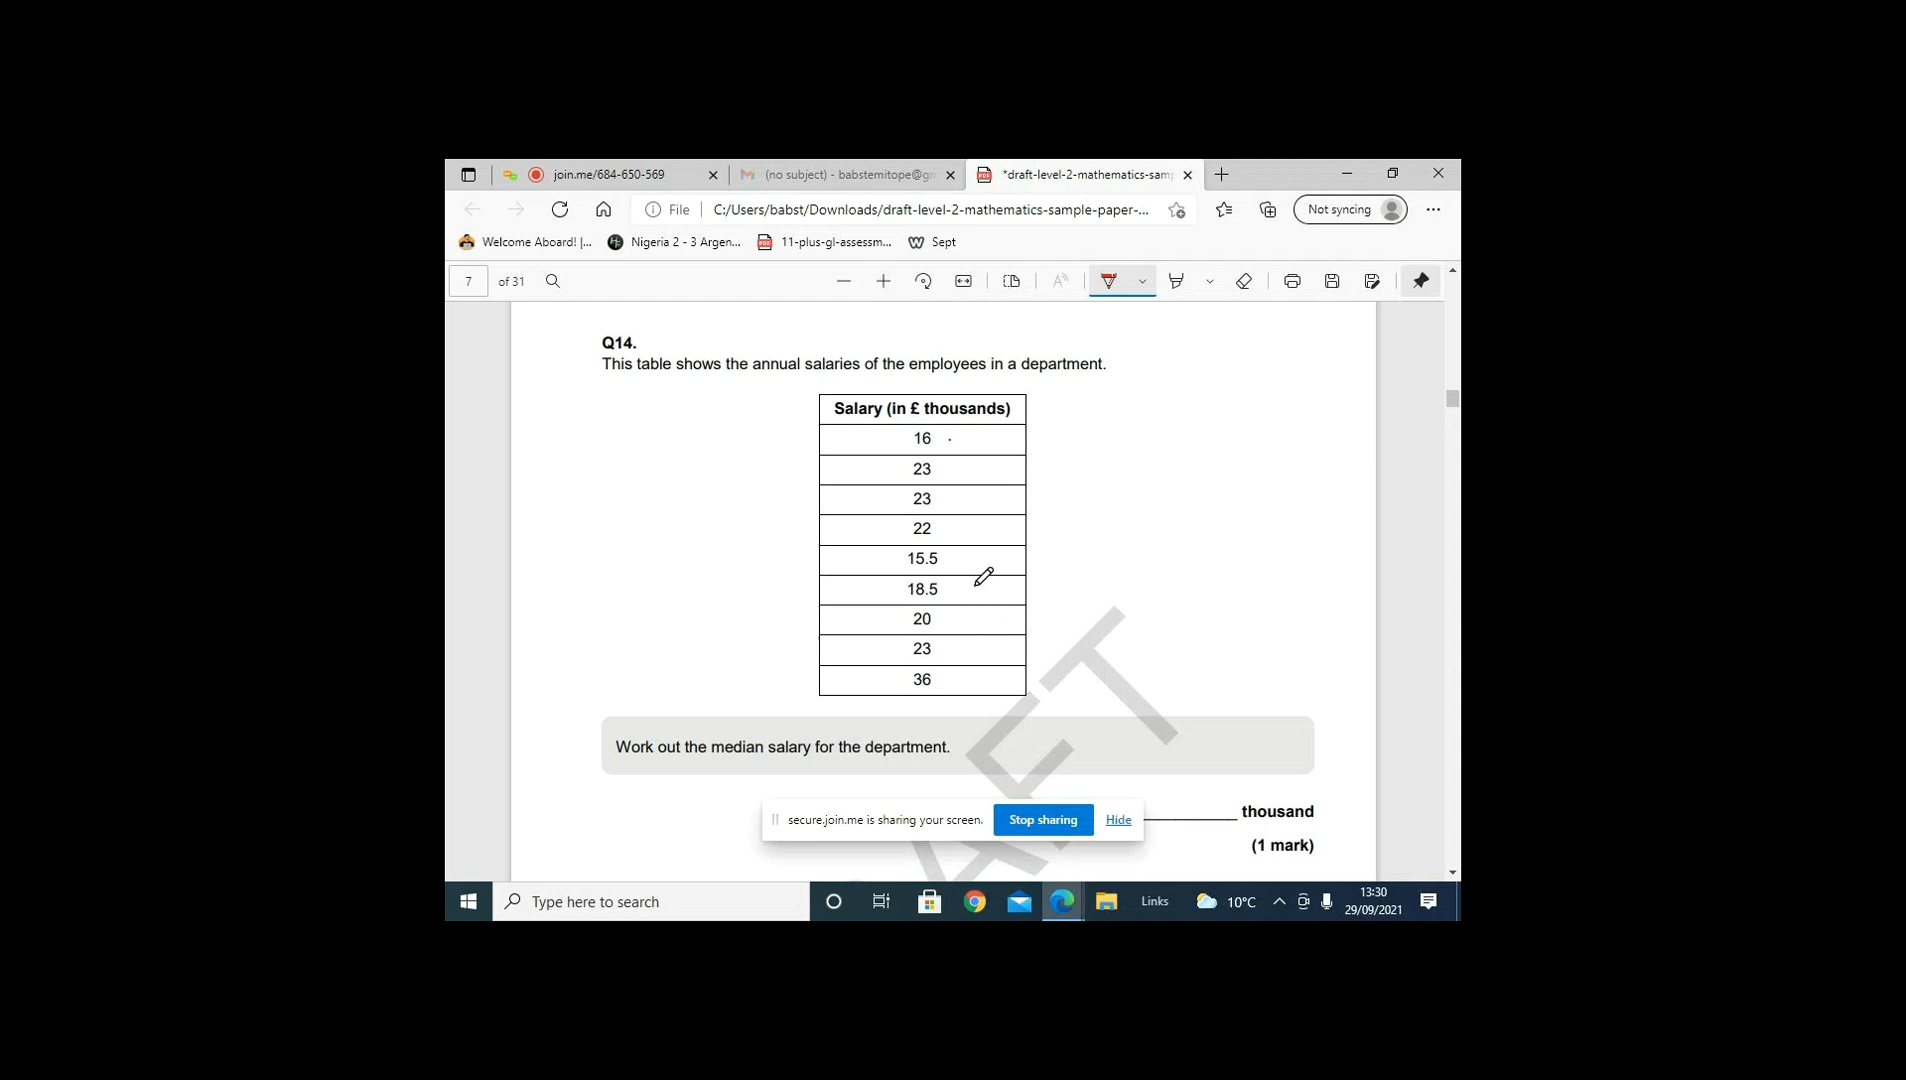 join.me/684-650-569
(no subject) - babstemitope@gm
*draft-level-2-mathematics-sam
File
C:/Users/babst/Downloads/draft-level-2-mathematics-sample-paper-...
Not syncing
Welcome Aboard! |...
Nigeria 2 - 3 Argen...
11-plus-gl-assessm...
Sept
7 of 31
Q14.
This table shows the annual salaries of the employees in a department.
Salary (in £ thousands)
16
23
23
22
15.5
18.5
20
23
36
Work out the median salary for the department.
thousand
secure.join.me is sharing your screen. Stop sharing Hide
(1 mark)
DRAFT
Type here to search
Links
10°C
13:30
29/09/2021